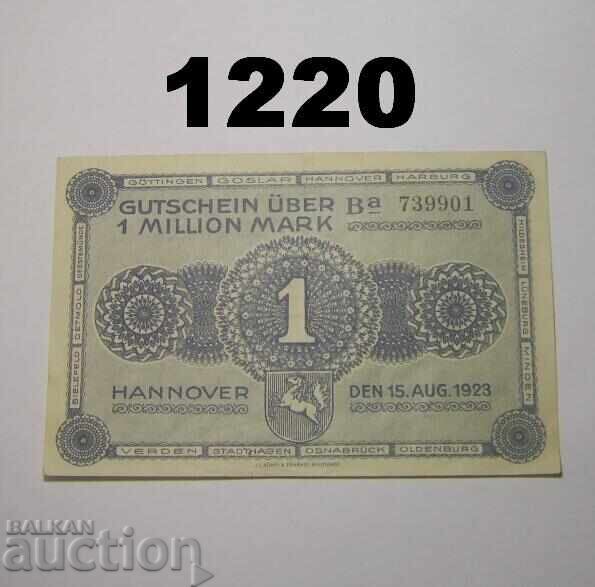 1220
GÖTTINGEN GOSLAR HANNOVER HARBURG
GUTSCHEIN ÜBER Ba 739901
1 MILLION MARK
GEESTEMÜNDE
DETMOLD
BIELEFELD
HILDESHEIM
LÜNEBURG
MINDEN
1
HANNOVER DEN 15. AUG. 1923
VERDEN STADTHAGEN OSNABRÜCK OLDENBURG
BALKAN
auction